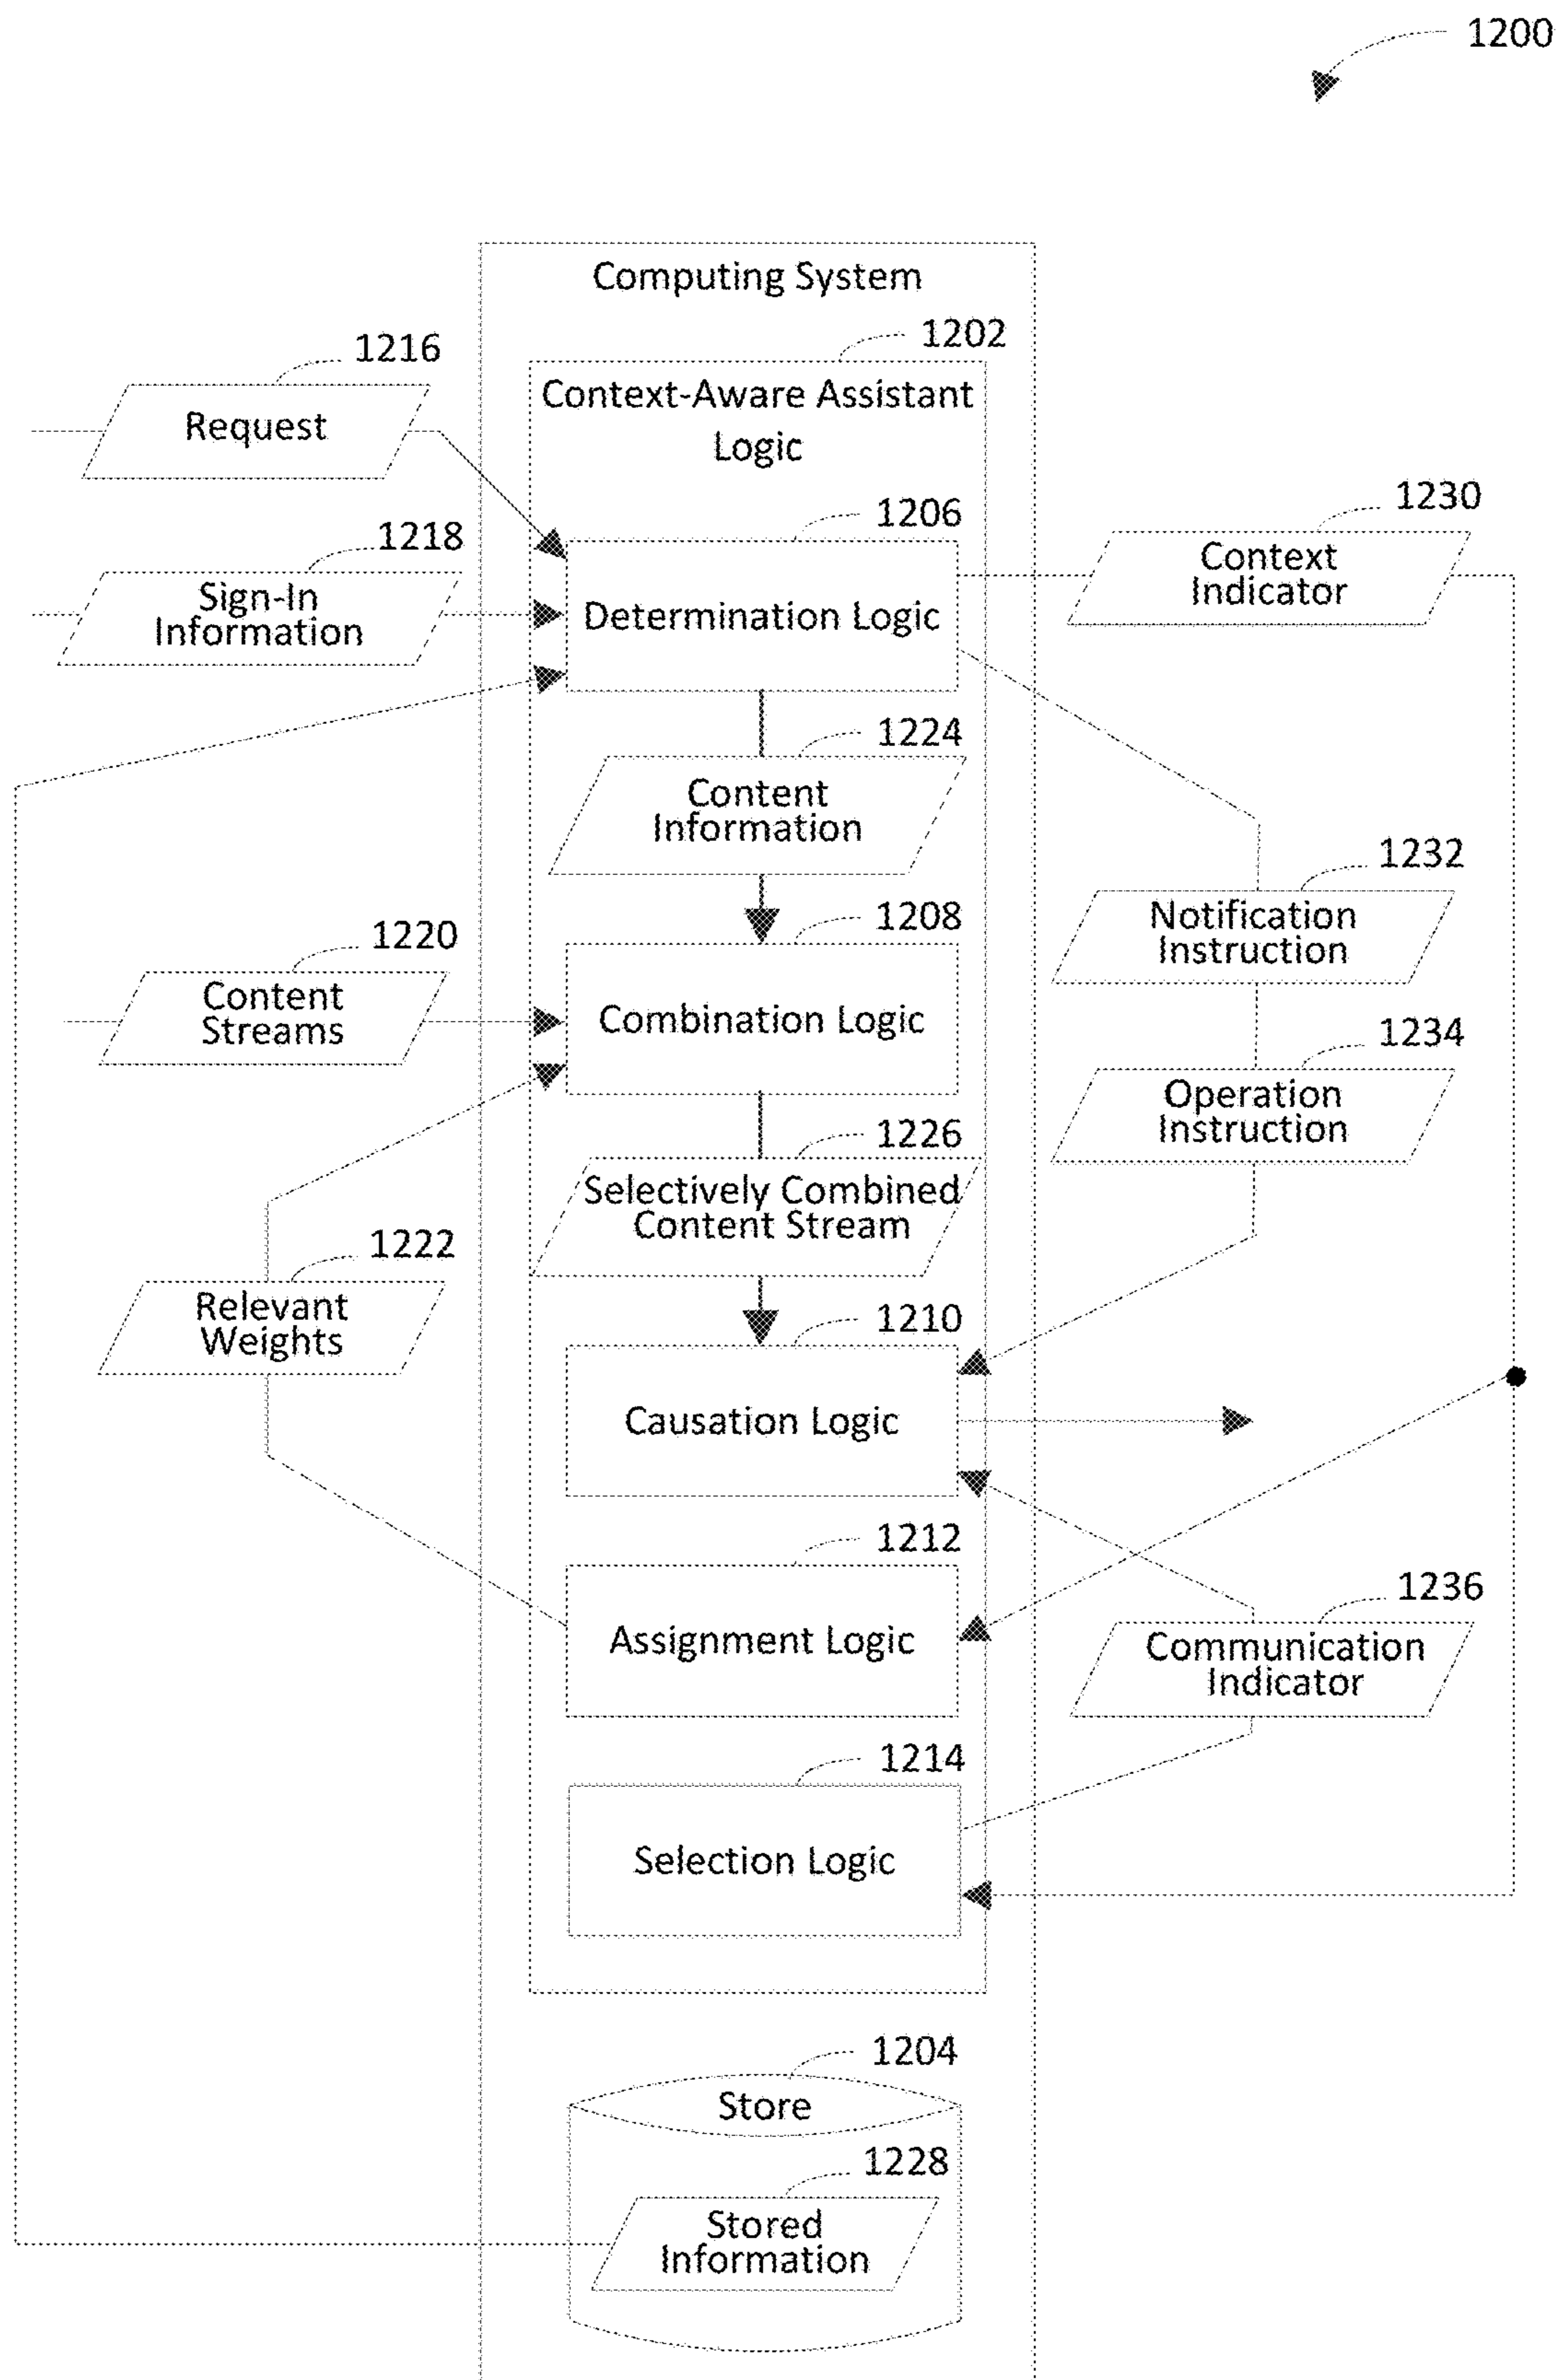 1200
Computing System
1202
Context-Aware Assistant
Logic
1216
Request
1206
1218
Sign-In
Information
Determination Logic
1230
Context
Indicator
1224
Content
Information
1232
Notification
Instruction
1208
1220
Content
Streams
Combination Logic
1234
Operation
Instruction
1226
Selectively Combined
Content Stream
1222
Relevant
Weights
1210
Causation Logic
1212
Assignment Logic
1236
Communication
Indicator
1214
Selection Logic
1204
Store
1228
Stored
Information